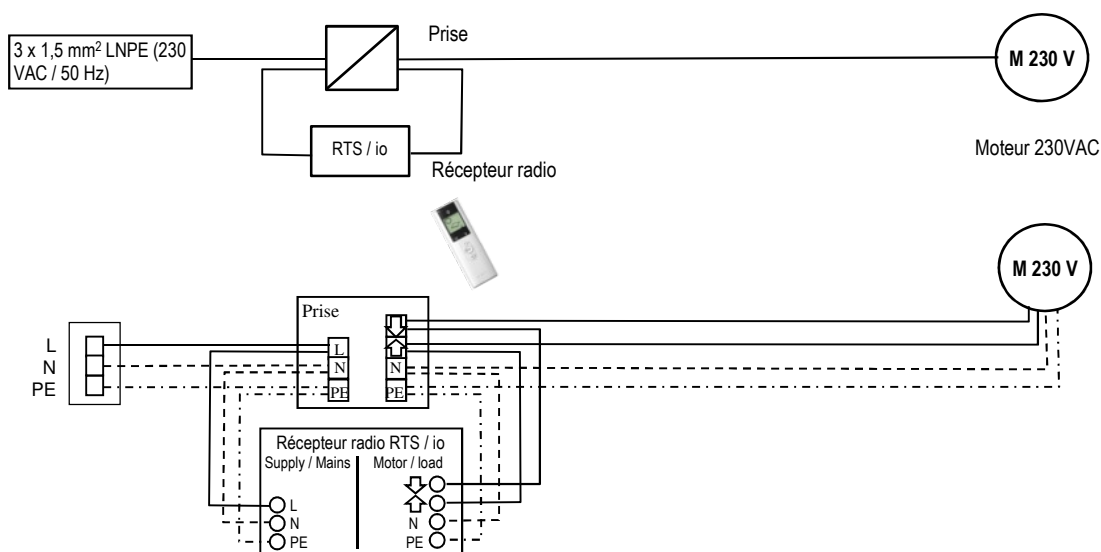 3 x 1,5 mm² LNPE (230
VAC / 50 Hz)
Prise
M 230 V
RTS / io
Récepteur radio
Moteur 230VAC
M 230 V
Prise
L
N
PE
L
N
PE
N
PE
Récepteur radio RTS / io
Supply / Mains
Motor / load
L
N
PE
N
PE